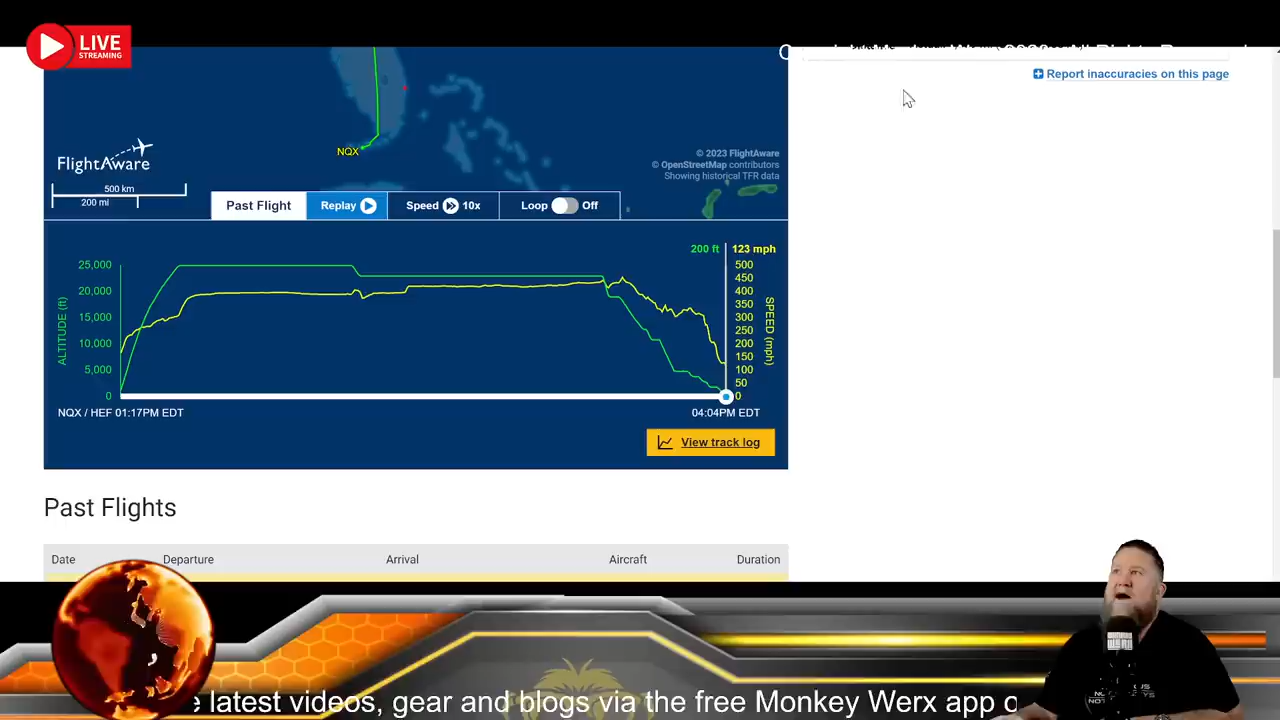 LIVE
STREAMING
Report inaccuracies on this page
NQX
FlightAware
© 2023 FlightAware
© OpenStreetMap contributors
Showing historical TFR data
500 km
200 mi
Past Flight
Replay
Speed
10x
Loop
Off
200 ft
123 mph
25,000
20,000
15,000
10,000
5,000
0
ALTITUDE (ft)
500
450
400
350
300
250
200
150
100
50
0
SPEED (mph)
NQX / HEF 01:17PM EDT
04:04PM EDT
View track log
Past Flights
Date
Departure
Arrival
Aircraft
Duration
latest videos, gear and blogs via the free Monkey Werx app